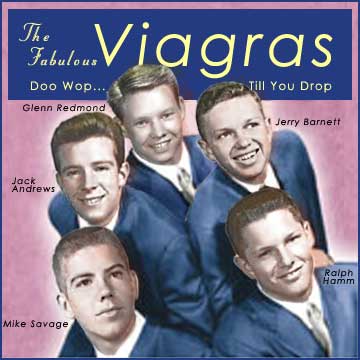 The
Fabulous
Viagras
Doo Wop... Till You Drop
Glenn Redmond
Jerry Barnett
Jack
Andrews
Ralph
Hamm
Mike Savage